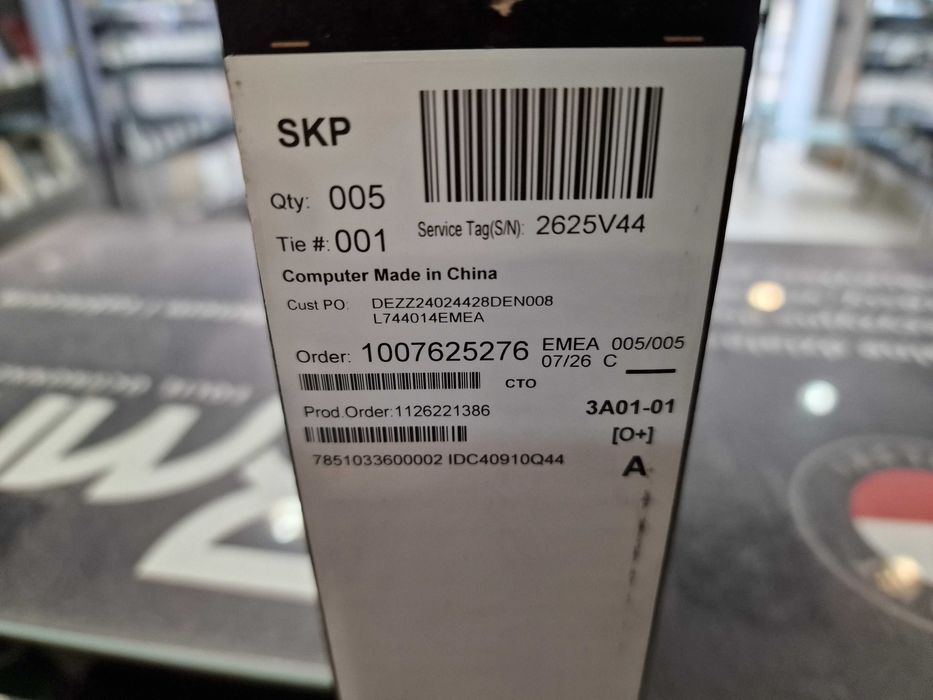 SKP
Qty: 005
Tie #: 001
Service Tag(S/N): 2625V44
Computer Made in China
Cust PO: DEZZ24024428DEN008
L744014EMEA
Order: 1007625276 EMEA 005/005
07/26 C
CTO
Prod.Order:1126221386 3A01-01
[O+]
7851033600002 IDC40910Q44 A